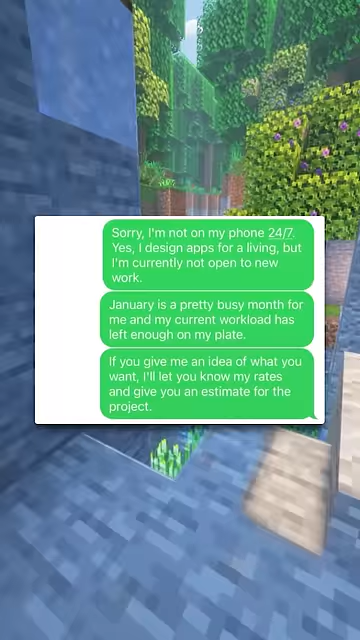 Sorry, I'm not on my phone 24/7.
Yes, I design apps for a living, but
I'm currently not open to new
work.
January is a pretty busy month for
me and my current workload has
left enough on my plate.
If you give me an idea of what you
want, I'll let you know my rates
and give you an estimate for the
project.